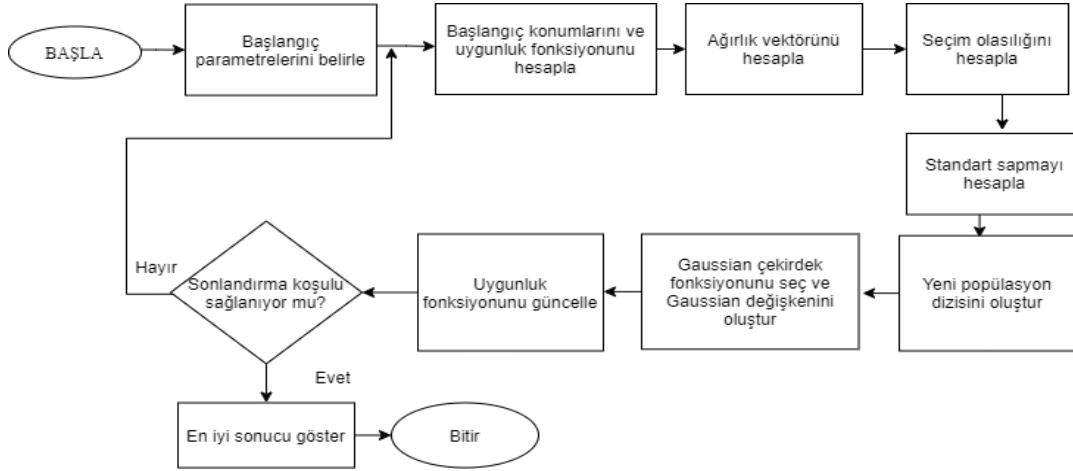 BAŞLA
Başlangıç
parametrelerini belirle
Başlangıç konumlarını ve
uygunluk fonksiyonunu
hesapla
Ağırlık vektörünü
hesapla
Seçim olasılığını
hesapla
Standart sapmayı
hesapla
Yeni popülasyon
dizisini oluştur
Gaussian çekirdek
fonksiyonunu seç ve
Gaussian değişkenini
oluştur
Uygunluk
fonksiyonunu güncelle
Sonlandırma koşulu
sağlanıyor mu?
Hayır
Evet
En iyi sonucu göster
Bitir